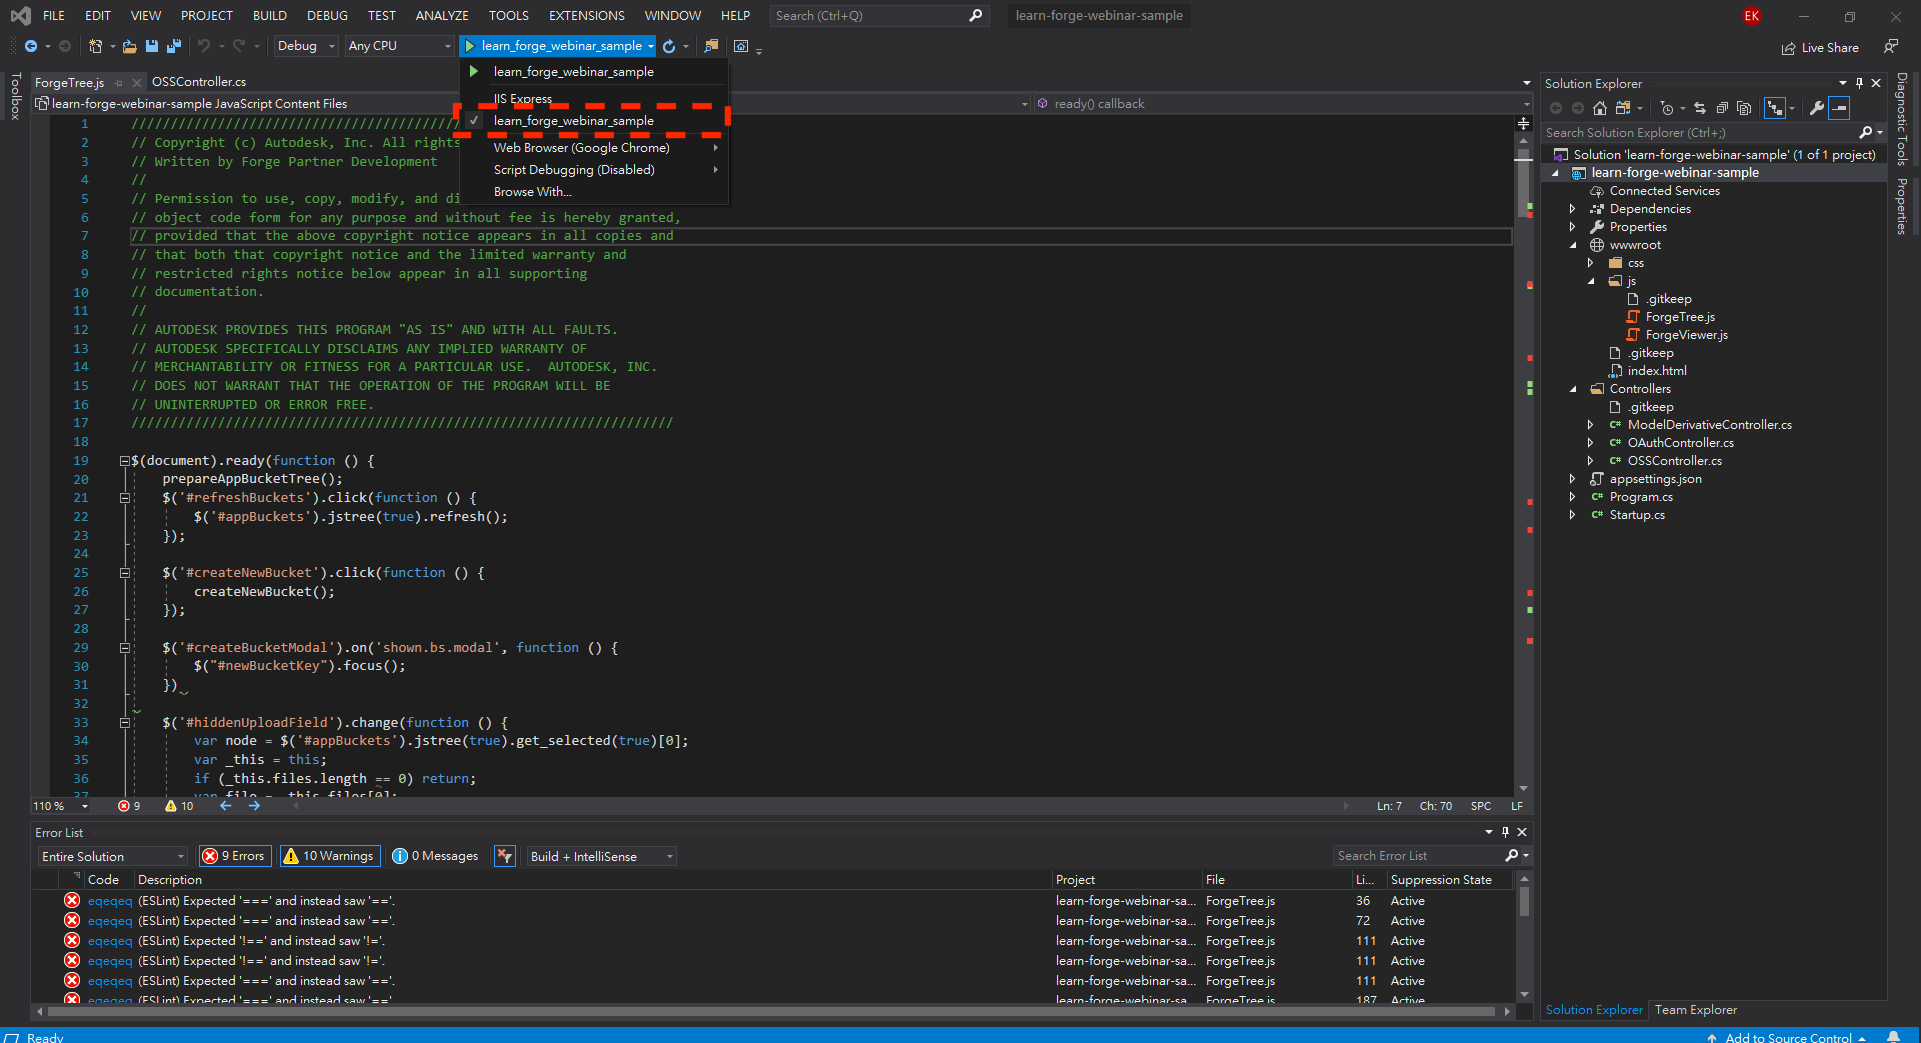 FILE EDIT VIEW PROJECT BUILD DEBUG TEST ANALYZE TOOLS EXTENSIONS WINDOW HELP Search (Ctrl+Q) learn-forge-webinar-sample EK
Debug Any CPU learn_forge_webinar_sample Live Share
Toolbox
ForgeTree.js OSSController.cs
learn-forge-webinar-sample JavaScript Content Files ready() callback
learn_forge_webinar_sample
IIS Express
learn_forge_webinar_sample
Web Browser (Google Chrome)
Script Debugging (Disabled)
Browse With...
1 ///////////////////////////////////////////
2 // Copyright (c) Autodesk, Inc. All rights
3 // Written by Forge Partner Development
4 //
5 // Permission to use, copy, modify, and di
6 // object code form for any purpose and without fee is hereby granted,
7 // provided that the above copyright notice appears in all copies and
8 // that both that copyright notice and the limited warranty and
9 // restricted rights notice below appear in all supporting
10 // documentation.
11 //
12 // AUTODESK PROVIDES THIS PROGRAM "AS IS" AND WITH ALL FAULTS.
13 // AUTODESK SPECIFICALLY DISCLAIMS ANY IMPLIED WARRANTY OF
14 // MERCHANTABILITY OR FITNESS FOR A PARTICULAR USE.  AUTODESK, INC.
15 // DOES NOT WARRANT THAT THE OPERATION OF THE PROGRAM WILL BE
16 // UNINTERRUPTED OR ERROR FREE.
17 /////////////////////////////////////////////////////////////////////
18
19 $(document).ready(function () {
20 prepareAppBucketTree();
21 $('#refreshBuckets').click(function () {
22 $('#appBuckets').jstree(true).refresh();
23 });
24
25 $('#createNewBucket').click(function () {
26 createNewBucket();
27 });
28
29 $('#createBucketModal').on('shown.bs.modal', function () {
30 $("#newBucketKey").focus();
31 })
32
33 $('#hiddenUploadField').change(function () {
34 var node = $('#appBuckets').jstree(true).get_selected(true)[0];
35 var _this = this;
36 if (_this.files.length == 0) return;
37 var file = _this.files[0];
110 % 9 10 Ln: 7 Ch: 70 SPC LF
Error List
Entire Solution 9 Errors 10 Warnings 0 Messages Build + IntelliSense Search Error List
Code Description Project File Li... Suppression State
eqeqeq (ESLint) Expected '===' and instead saw '=='. learn-forge-webinar-sa... ForgeTree.js 36 Active
eqeqeq (ESLint) Expected '===' and instead saw '=='. learn-forge-webinar-sa... ForgeTree.js 72 Active
eqeqeq (ESLint) Expected '!==' and instead saw '!='. learn-forge-webinar-sa... ForgeTree.js 111 Active
eqeqeq (ESLint) Expected '!==' and instead saw '!='. learn-forge-webinar-sa... ForgeTree.js 111 Active
eqeqeq (ESLint) Expected '===' and instead saw '=='. learn-forge-webinar-sa... ForgeTree.js 111 Active
eqeqeq (ESLint) Expected '===' and instead saw '==' learn-forge-webinar-sa ForgeTree.js 187 Active
Solution Explorer
Search Solution Explorer (Ctrl+;)
Solution 'learn-forge-webinar-sample' (1 of 1 project)
learn-forge-webinar-sample
Connected Services
Dependencies
Properties
wwwroot
css
js
.gitkeep
ForgeTree.js
ForgeViewer.js
.gitkeep
index.html
Controllers
.gitkeep
C# ModelDerivativeController.cs
C# OAuthController.cs
C# OSSController.cs
appsettings.json
C# Program.cs
C# Startup.cs
Solution Explorer Team Explorer
Diagnostic Tools
Properties
Ready Add to Source Control